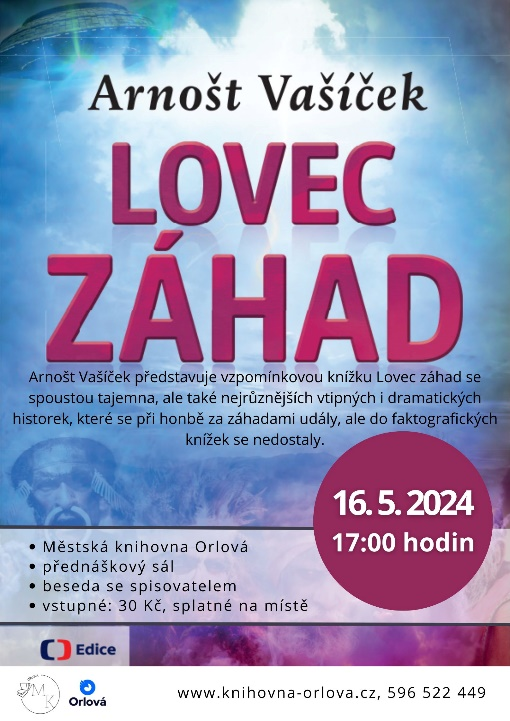 Arnošt Vašíček
LOVEC
ZÁHAD
Arnošt Vašíček představuje vzpomínkovou knížku Lovec záhad se
spoustou tajemna, ale také nejrůznějších vtipných i dramatických
historek, které se při honbě za záhadami udály, ale do faktografických
knížek se nedostaly.
16. 5. 2024
17:00 hodin
• Městská knihovna Orlová
• přednáškový sál
• beseda se spisovatelem
• vstupné: 30 Kč, splatné na místě
Edice
MK
Orlová
www.knihovna-orlova.cz, 596 522 449